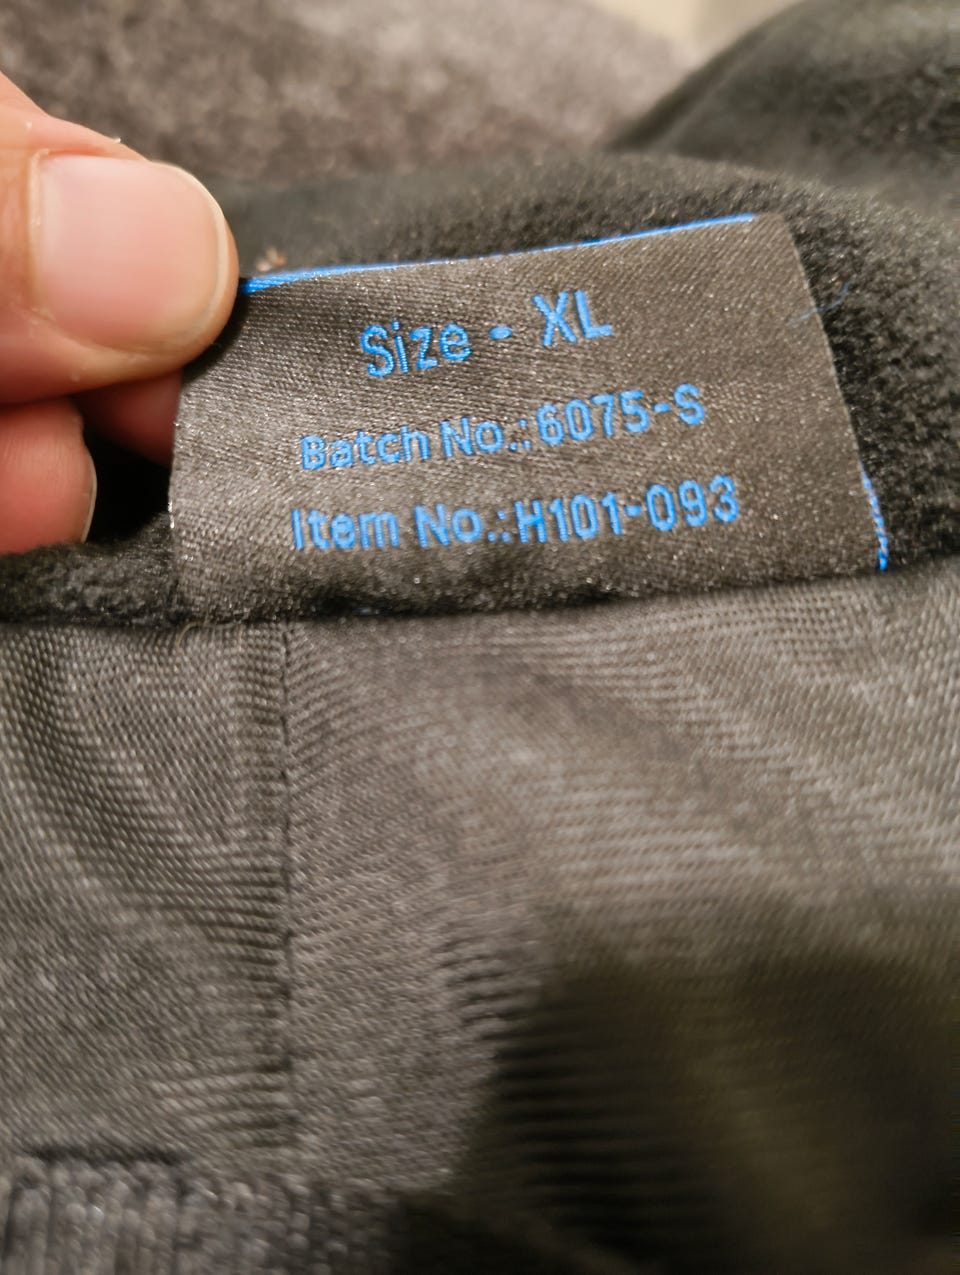 Size - XL
Batch No.:6075-S
Item No.:H101-093